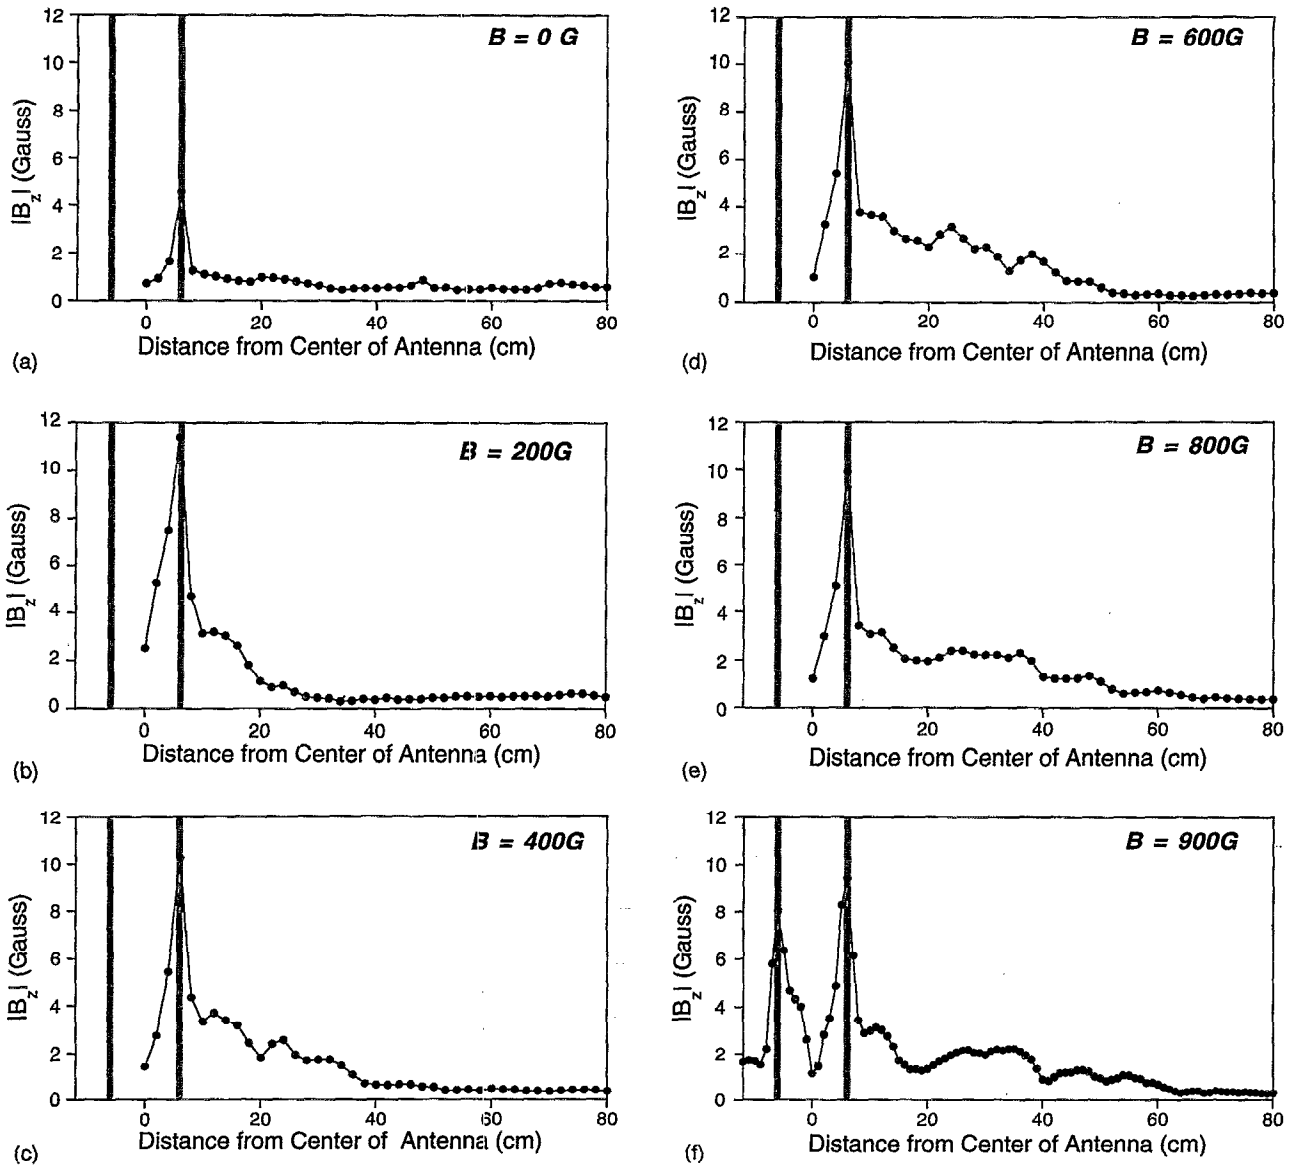 12
10
8
6
4
2
0
|B_z| (Gauss)
B = 0 G
0 20 40 60 80
Distance from Center of Antenna (cm)
(a)
12
10
8
6
4
2
0
|B_z| (Gauss)
B = 200G
0 20 40 60 80
Distance from Center of Antenna (cm)
(b)
12
10
8
6
4
2
0
|B_z| (Gauss)
B = 400G
0 20 40 60 80
Distance from Center of Antenna (cm)
(c)
12
10
8
6
4
2
0
|B_z| (Gauss)
B = 600G
0 20 40 60 80
Distance from Center of Antenna (cm)
(d)
12
10
8
6
4
2
0
|B_z| (Gauss)
B = 800G
0 20 40 60 80
Distance from Center of Antenna (cm)
(e)
12
10
8
6
4
2
0
|B_z| (Gauss)
B = 900G
0 20 40 60 80
Distance from Center of Antenna (cm)
(f)